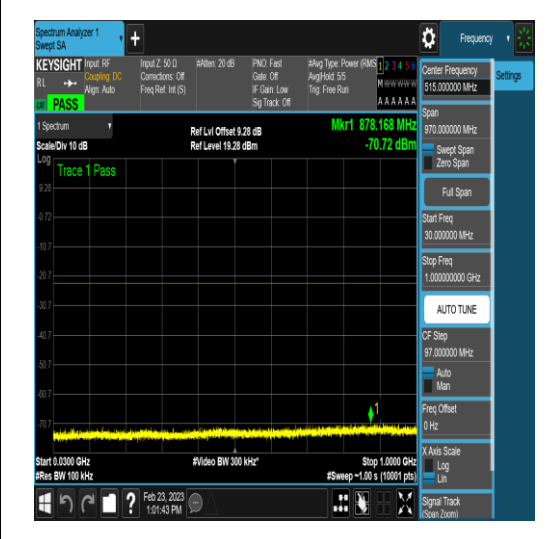 Spectrum Analyzer 1
Swept SA
Frequency
KEYSIGHT
Input: RF
Coupling: DC
Align: Auto
Input Z: 50 Ω
Corrections: Off
Freq Ref: Int (S)
#Atten: 20 dB
PNO: Fast
Gate: Off
IF Gain: Low
Sig Track: Off
#Avg Type: Power (RMS
Avg|Hold: 5/5
Trig: Free Run
1 2 3 4 5 6
M W W W W W
A A A A A A
R L
PASS
1 Spectrum
Scale/Div 10 dB
Ref Lvl Offset 9.28 dB
Ref Level 19.28 dBm
Mkr1 878.168 MHz
-70.72 dBm
Log
Trace 1 Pass
9.28
-0.72
-10.7
-20.7
-30.7
-40.7
-50.7
-60.7
-70.7
1
Start 0.0300 GHz
#Res BW 100 kHz
#Video BW 300 kHz*
Stop 1.0000 GHz
#Sweep ~1.00 s (10001 pts)
Feb 23, 2023
1:01:43 PM
Center Frequency
515.000000 MHz
Settings
Span
970.000000 MHz
Swept Span
Zero Span
Full Span
Start Freq
30.000000 MHz
Stop Freq
1.000000000 GHz
AUTO TUNE
CF Step
97.000000 MHz
Auto
Man
Freq Offset
0 Hz
X Axis Scale
Log
Lin
Signal Track
(Span Zoom)